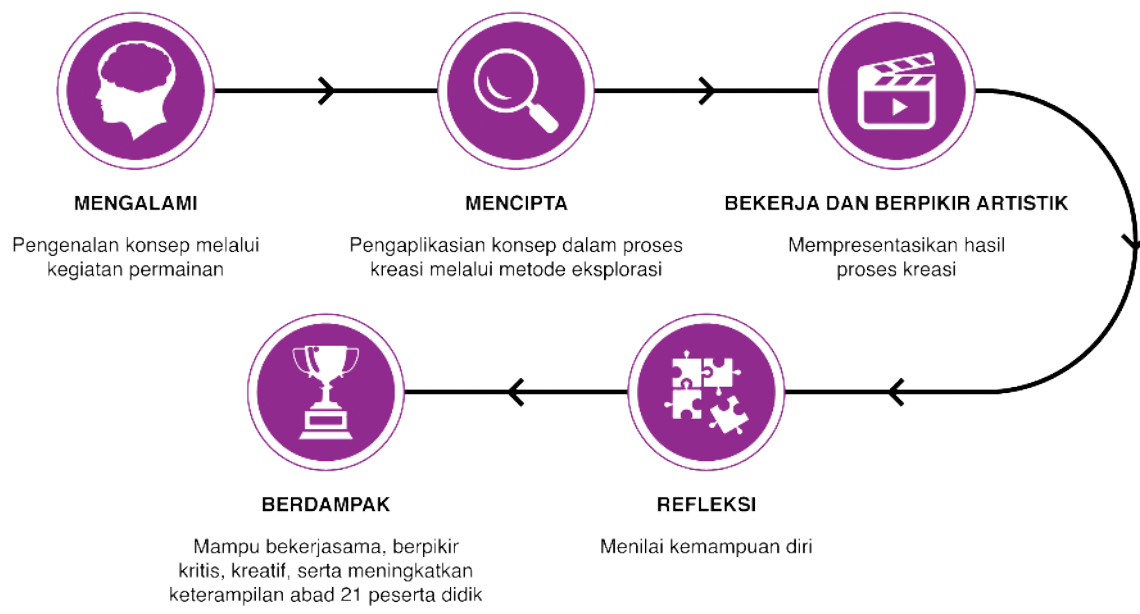 MENGALAMI
Pengenalan konsep melalui
kegiatan permainan
MENCIPTA
Pengaplikasian konsep dalam proses
kreasi melalui metode eksplorasi
BEKERJA DAN BERPIKIR ARTISTIK
Mempresentasikan hasil
proses kreasi
REFLEKSI
Menilai kemampuan diri
BERDAMPAK
Mampu bekerjasama, berpikir
kritis, kreatif, serta meningkatkan
keterampilan abad 21 peserta didik